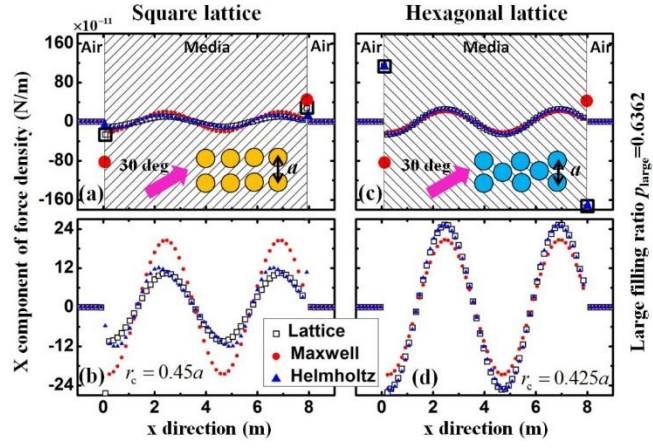 Square lattice
Hexagonal lattice
×10⁻¹¹
Air
Media
Air
Air
Media
Air
160
80
0
-80
-160
30 deg
a
(a)
30 deg
a
(c)
24
12
0
-12
-24
(b)
r_c = 0.45a
Lattice
Maxwell
Helmholtz
(d)
r_c = 0.425a
0 2 4 6 8
0 2 4 6 8
x direction (m)
x direction (m)
X component of force density (N/m)
Large filling ratio p_large=0.6362